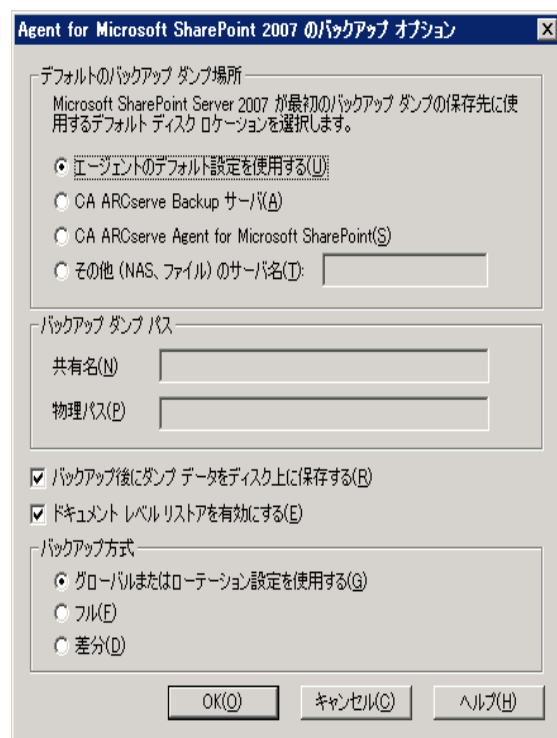 Agent for Microsoft SharePoint 2007 のバックアップ オプション
デフォルトのバックアップ ダンプ場所
Microsoft SharePoint Server 2007 が最初のバックアップ ダンプの保存先に使
用するデフォルト ディスク ロケーションを選択します。
エージェントのデフォルト設定を使用する(U)
CA ARCserve Backup サーバ(A)
CA ARCserve Agent for Microsoft SharePoint(S)
その他 (NAS、ファイル) のサーバ名(T):
バックアップ ダンプ パス
共有名(N)
物理パス(P)
バックアップ後にダンプ データをディスク上に保存する(R)
ドキュメント レベル リストアを有効にする(E)
バックアップ方式
グローバルまたはローテーション設定を使用する(G)
フル(F)
差分(D)
OK(O) キャンセル(C) ヘルプ(H)